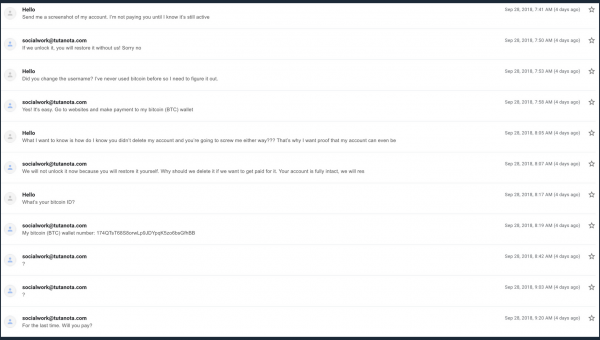 Hello
Sep 28, 2018, 7:41 AM (4 days ago)
Send me a screenshot of my account. I'm not paying you until I know it's still active
socialwork@tutanota.com
Sep 28, 2018, 7:50 AM (4 days ago)
If we unlock it, you will restore it without us! Sorry no
Hello
Sep 28, 2018, 7:53 AM (4 days ago)
Did you change the username? I've never used bitcoin before so I need to figure it out.
socialwork@tutanota.com
Sep 28, 2018, 7:58 AM (4 days ago)
Yes! It's easy. Go to websites and make payment to my bitcoin (BTC) wallet
Hello
Sep 28, 2018, 8:05 AM (4 days ago)
What I want to know is how do I know you didn't delete my account and you're going to screw me either way??? That's why I want proof that my account can even be
socialwork@tutanota.com
Sep 28, 2018, 8:07 AM (4 days ago)
We will not unlock it now because you will restore it yourself. Why should we delete it if we want to get paid for it. Your account is fully intact, we will res
Hello
Sep 28, 2018, 8:17 AM (4 days ago)
What's your bitcoin ID?
socialwork@tutanota.com
Sep 28, 2018, 8:19 AM (4 days ago)
My bitcoin (BTC) wallet number:
socialwork@tutanota.com
Sep 28, 2018, 8:42 AM (4 days ago)
?
socialwork@tutanota.com
Sep 28, 2018, 9:03 AM (4 days ago)
?
socialwork@tutanota.com
Sep 28, 2018, 9:20 AM (4 days ago)
For the last time. Will you pay?